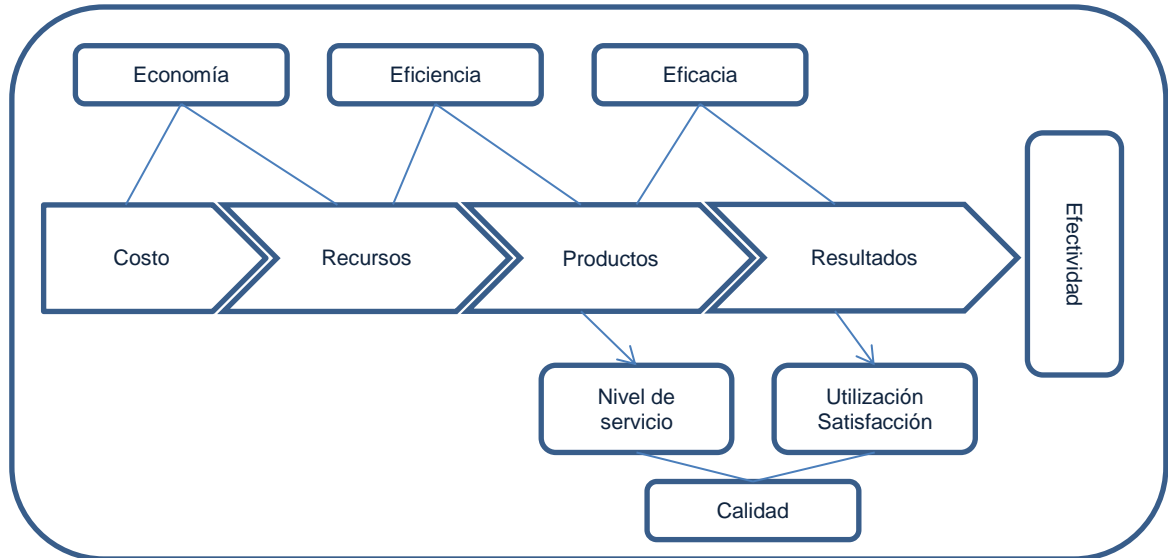 Economía
Eficiencia
Eficacia
Costo
Recursos
Productos
Resultados
Efectividad
Nivel de
servicio
Utilización
Satisfacción
Calidad